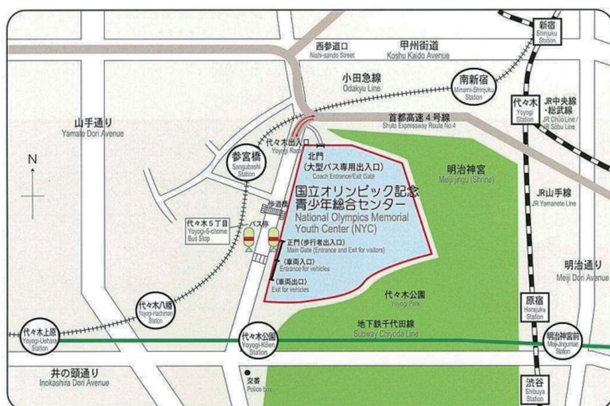 新宿
Shinjuku
Station
西参道口
Nishi-sando Street
甲州街道
Koshu Kaido Avenue
小田急線
Odakyu Line
南新宿
Minami-Shinjuku
Station
山手通り
Yamate Dori Avenue
首都高速4号線
Shuto Expressway Route No.4
代々木
Yoyogi
Station
JR中央線
・総武線
JR Chuo Line/
JR Sobu Line
代々木出入口
Yoyogi Ramp
参宮橋
Sangubashi
Station
北門
(大型バス専用出入口)
Coach Entrance/Exit Gate
明治神宮
Meiji jingu (Shrine)
N
国立オリンピック記念
青少年総合センター
National Olympics Memorial
Youth Center (NYC)
JR山手線
JR Yamanete Line
歩道橋
代々木5丁目
Yoyogi-5-chome
Bus Stop
バス停
正門(歩行者出入口)
Main Gate (Entrance and Exit for visitors)
(車両入口)
Entrance for vehicles
(車両出口)
Exit for vehicles
明治通り
Meiji Dori Avenue
代々木公園
Yoyogi Park
代々木八幡
Yoyogi-Hachiman
Station
原宿
Harajuku
Station
代々木上原
Yoyogi-Uehara
Station
代々木公園
Yoyogi-Koen
Station
地下鉄千代田線
Subway Chiyoda Line
明治神宮前
Meiji-Jingumae
Station
井の頭通り
Inokashira Dori Avenue
交番
Police box
渋谷
Shibuya
Station